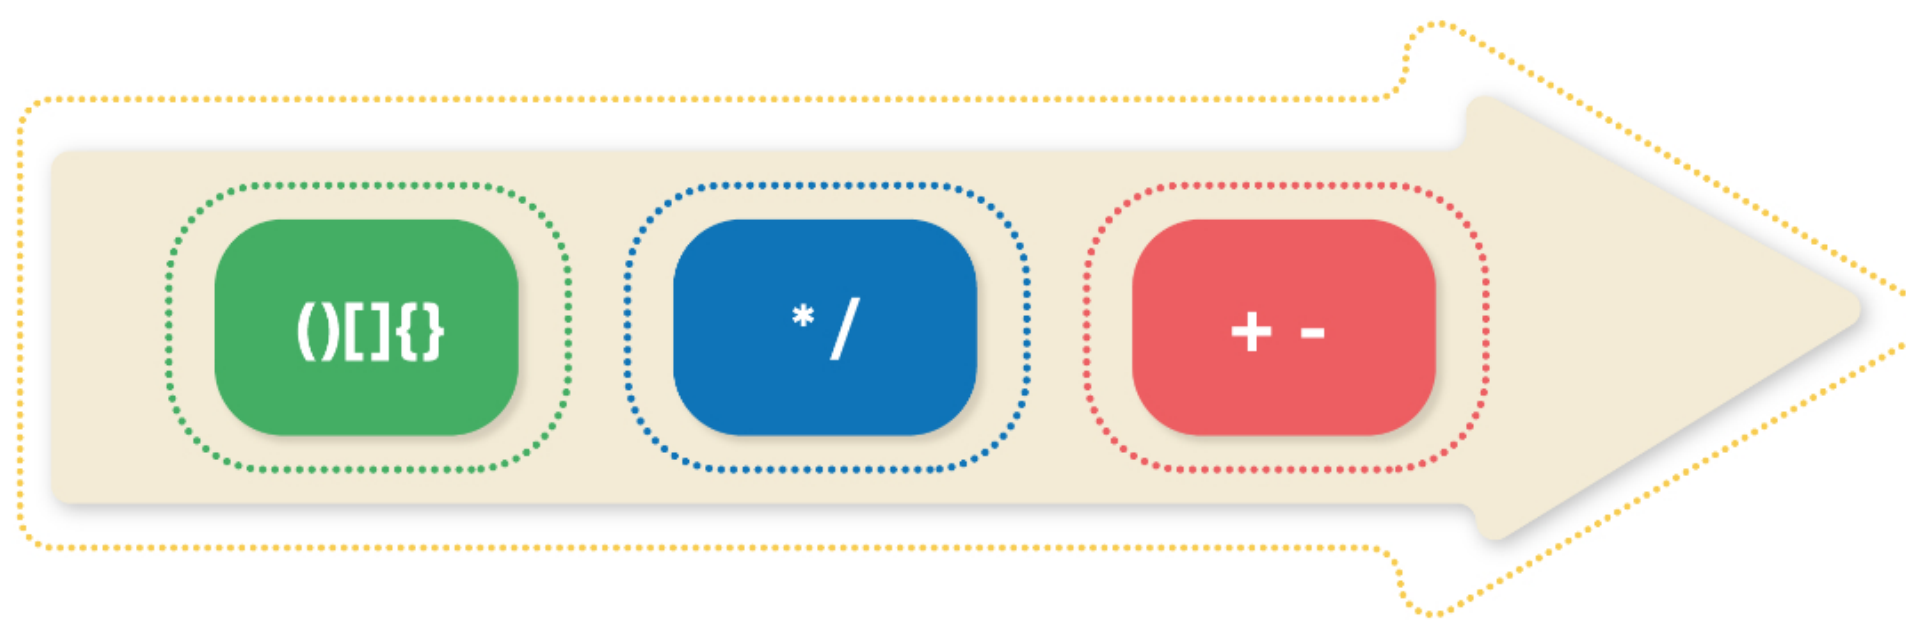 ()[]{}
* /
+ -